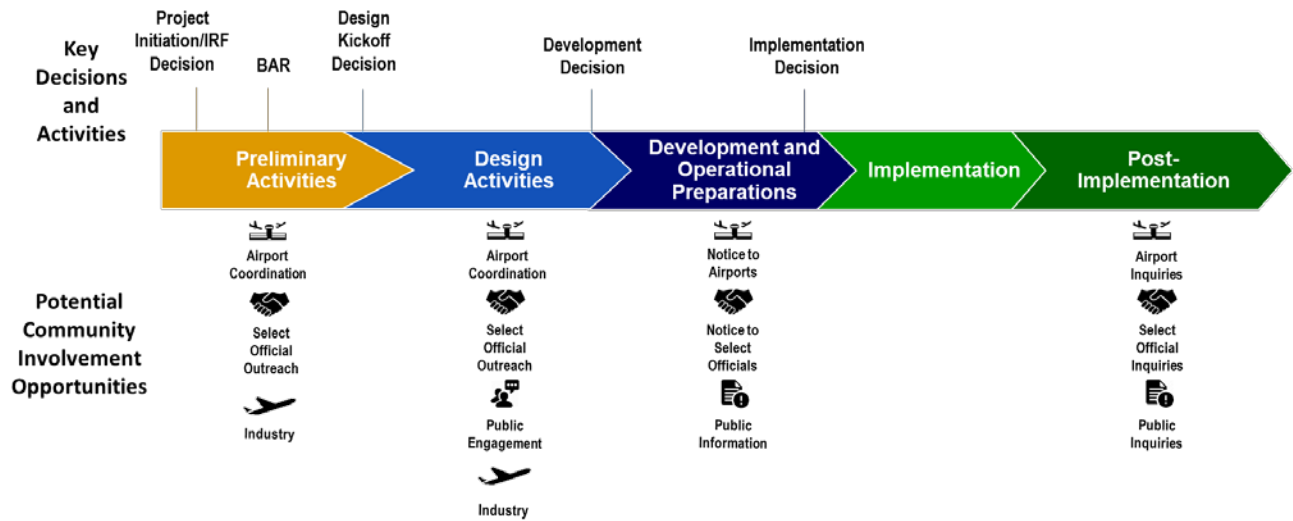 Key
Decisions
and
Activities
Project
Initiation/IRF
Decision
BAR
Design
Kickoff
Decision
Development
Decision
Implementation
Decision
Preliminary
Activities
Design
Activities
Development and
Operational
Preparations
Implementation
Post-
Implementation
Potential
Community
Involvement
Opportunities
Airport
Coordination
Select
Official
Outreach
Industry
Airport
Coordination
Select
Official
Outreach
Public
Engagement
Industry
Notice to
Airports
Notice to
Select
Officials
Public
Information
Airport
Inquiries
Select
Official
Inquiries
Public
Inquiries